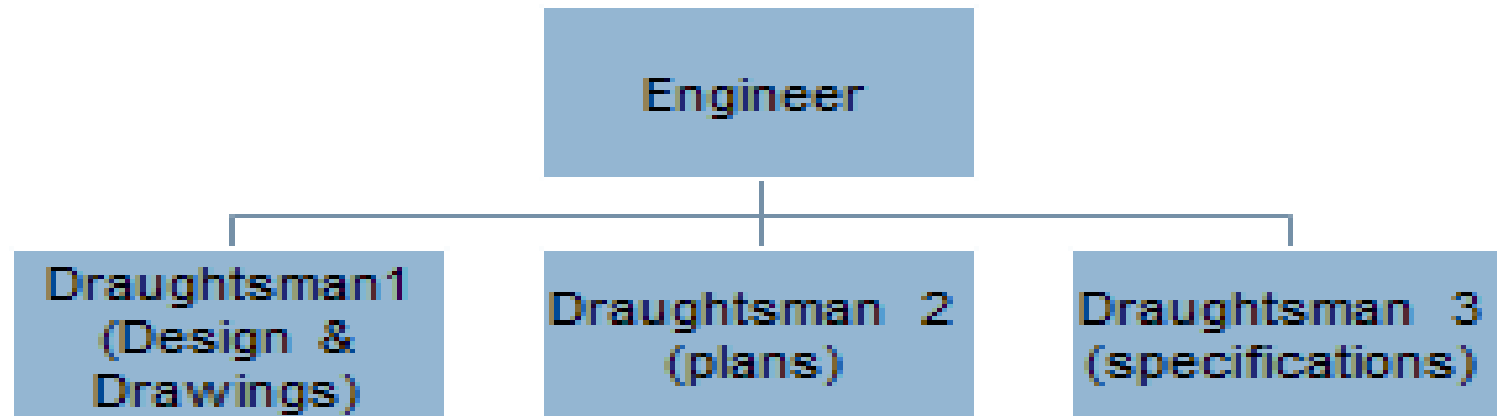 Engineer
Draughtsman1
(Design &
Drawings)
Draughtsman 2
(plans)
Draughtsman 3
(specifications)